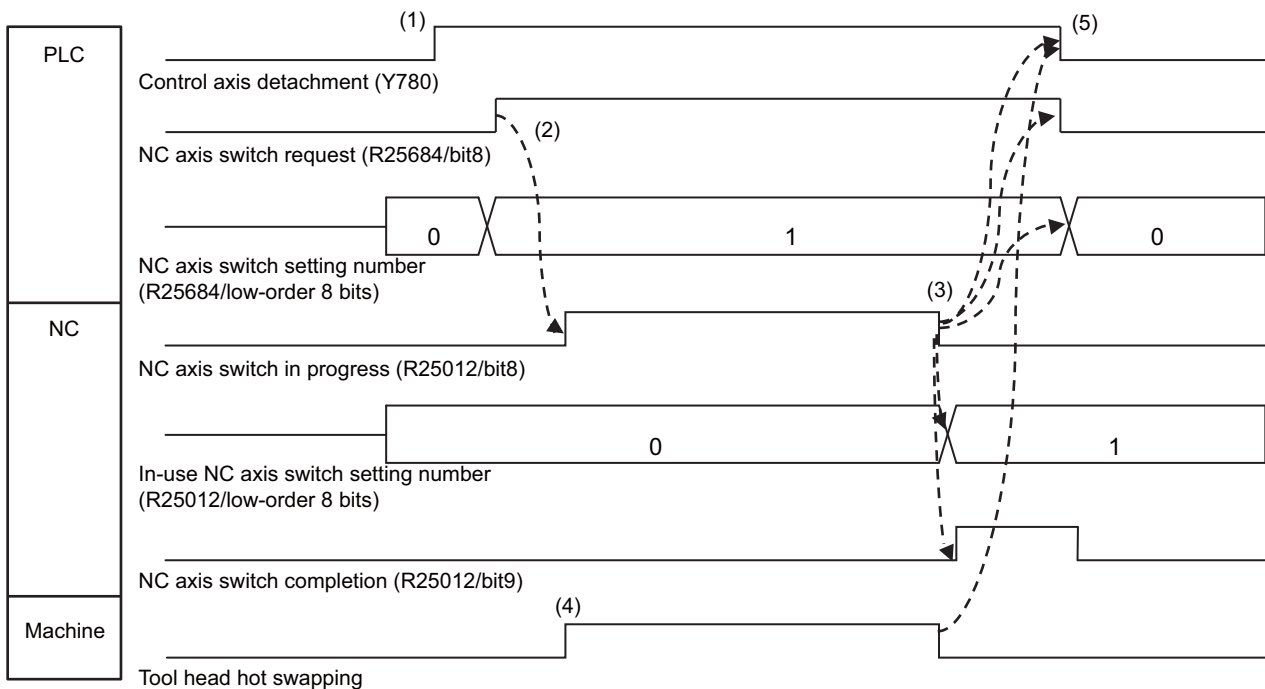 (1)
(5)
PLC
Control axis detachment (Y780)
(2)
NC axis switch request (R25684/bit8)
0
1
0
NC axis switch setting number
(R25684/low-order 8 bits)
(3)
NC
NC axis switch in progress (R25012/bit8)
0
1
In-use NC axis switch setting number
(R25012/low-order 8 bits)
NC axis switch completion (R25012/bit9)
(4)
Machine
Tool head hot swapping